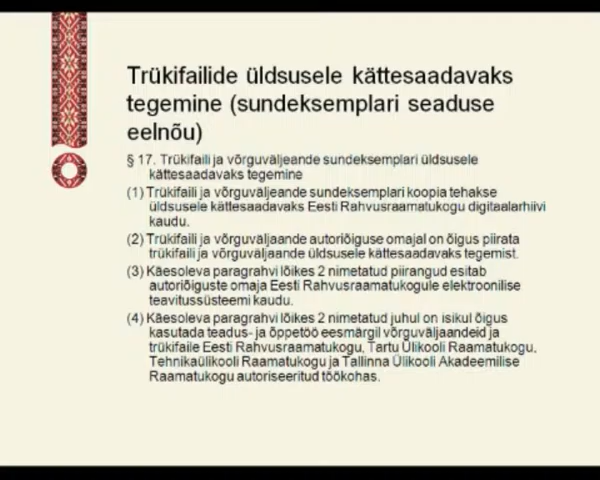 Trükifailide üldsusele kättesaadavaks
tegemine (sundeksemplari seaduse
eelnõu)
§ 17. Trükifaili ja võrguväljeande sundeksemplari üldsusele
kättesaadavaks tegemine
(1) Trükifaili ja võrguväljeande sundeksemplari koopia tehakse
üldsusele kättesaadavaks Eesti Rahvusraamatukogu digitaalarhiivi
kaudu.
(2) Trükifaili ja võrguväljaande autoriõiguse omajal on õigus piirata
trükifaili ja võrguväljaande üldsusele kättesaadavaks tegemist.
(3) Käesoleva paragrahvi lõikes 2 nimetatud piirangud esitab
autoriõiguste omaja Eesti Rahvusraamatukogule elektroonilise
teavitussüsteemi kaudu.
(4) Käesoleva paragrahvi lõikes 2 nimetatud juhul on isikul õigus
kasutada teadus- ja õppetöö eesmärgil võrguväljaandeid ja
trükifaile Eesti Rahvusraamatukogu, Tartu Ülikooli Raamatukogu,
Tehnikaülikooli Raamatukogu ja Tallinna Ülikooli Akadeemilise
Raamatukogu autoriseeritud töökohas.